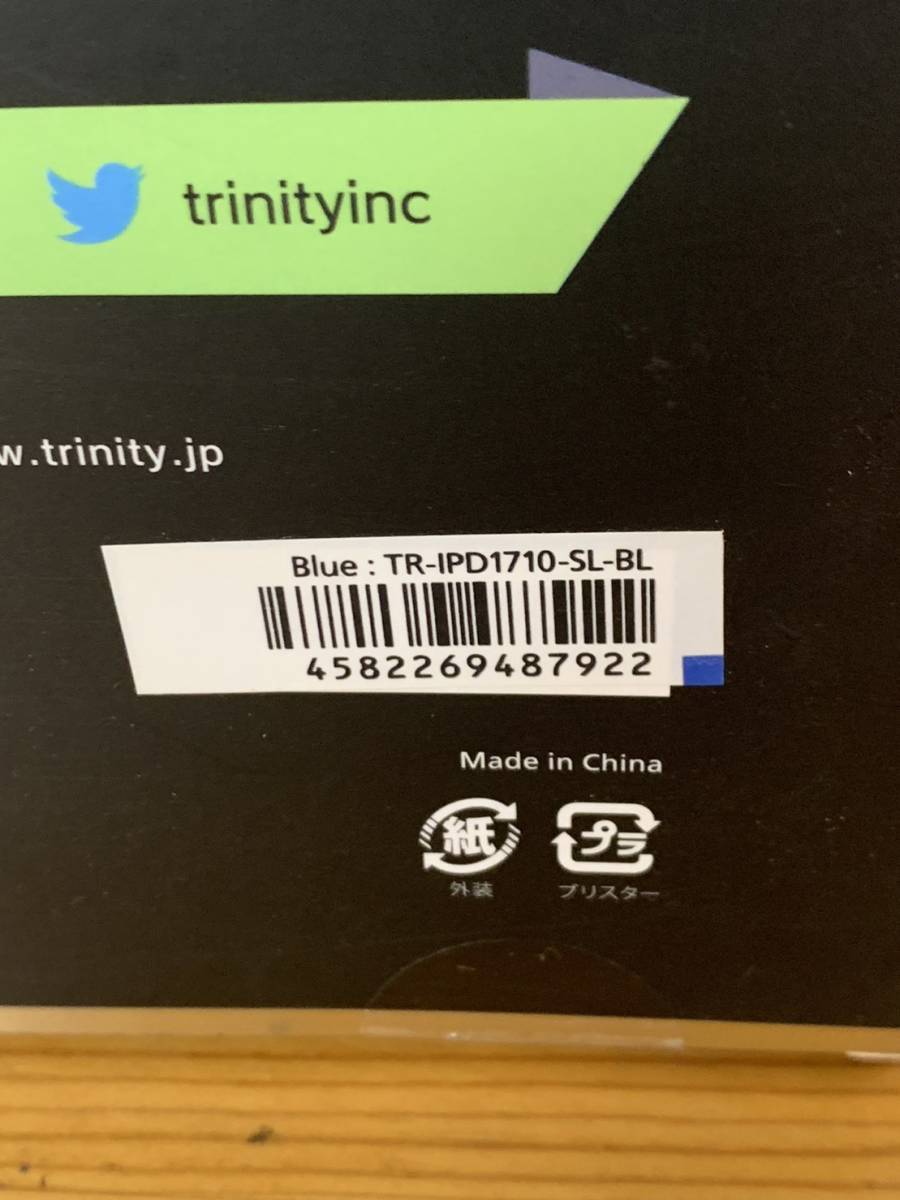 trinityinc
w.trinity.jp
Blue : TR-IPD1710-SL-BL
4582269487922
Made in China
紙 プラ
外装 ブリスター